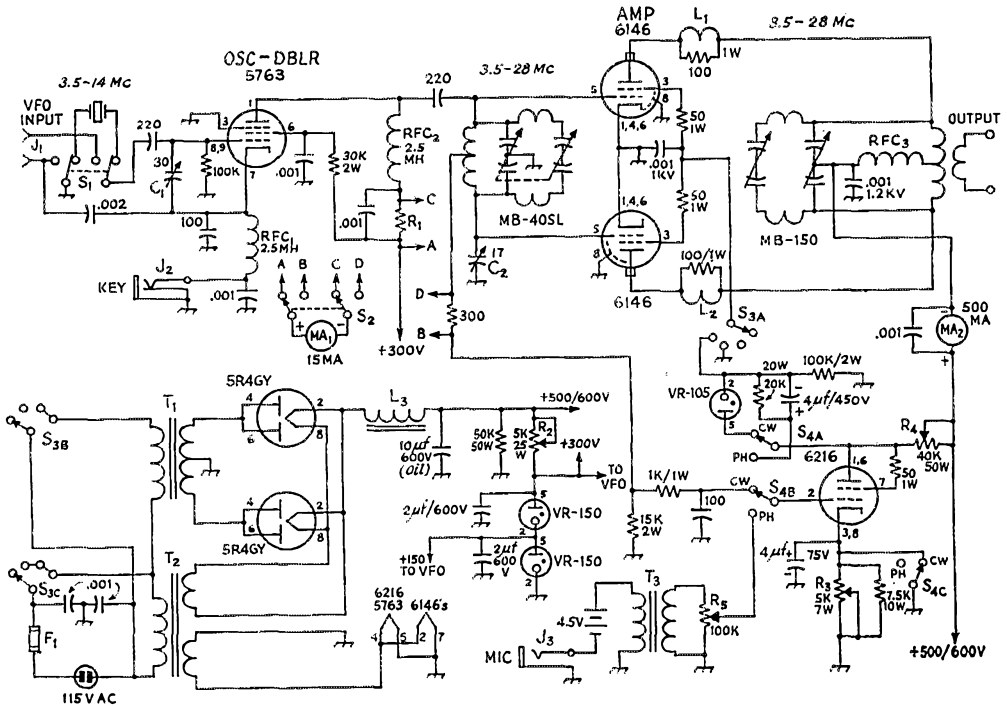 AMP
6146
L1
3.5-28 Mc
1W
100
OSC-DBLR
5763
3.5-14 Mc
220
3.5-28 Mc
VFO
INPUT
J1
S1
220
30
C1
100K
3
1
6
8,9
7
.001
30K
2W
RFC2
2.5
MH
C
.001
R1
A
+300V
.002
100
RFC1
2.5MH
J2
KEY
.001
A
B
C
D
S2
+
-
MA1
15MA
MB-40SL
17
C2
D
300
B
5
3
8
1,4,6
50
1W
.001
1KV
50
1W
1,4,6
5
3
8
6146
100/1W
L2
MB-150
RFC3
.001
1.2KV
OUTPUT
S3A
500
MA
-
MA2
+
.001
100K/2W
20W
20K
-
+
4µf/450V
VR-105
2
5
CW
PH
S4A
6216
R4
40K
50W
1,6
50
1W
7
2
3,8
CW
S4B
PH
1K/1W
100
15K
2W
4µf
+
-
75V
R3
5K
7W
7.5K
10W
PH
CW
S4C
+500/600V
5R4GY
4
6
2
8
T1
S3B
L3
+500/600V
10µf
600V
(oil)
50K
50W
5K
25
W
R2
+300V
TO
VFO
2µf/600V
5
VR-150
2
+150
TO VFO
2µf
600
V
5
VR-150
2
4
6
2
8
5R4GY
T2
S3C
.001
F1
115V AC
6216
5763
6146's
4
5
2
7
4.5V
T3
R5
100K
J3
MIC